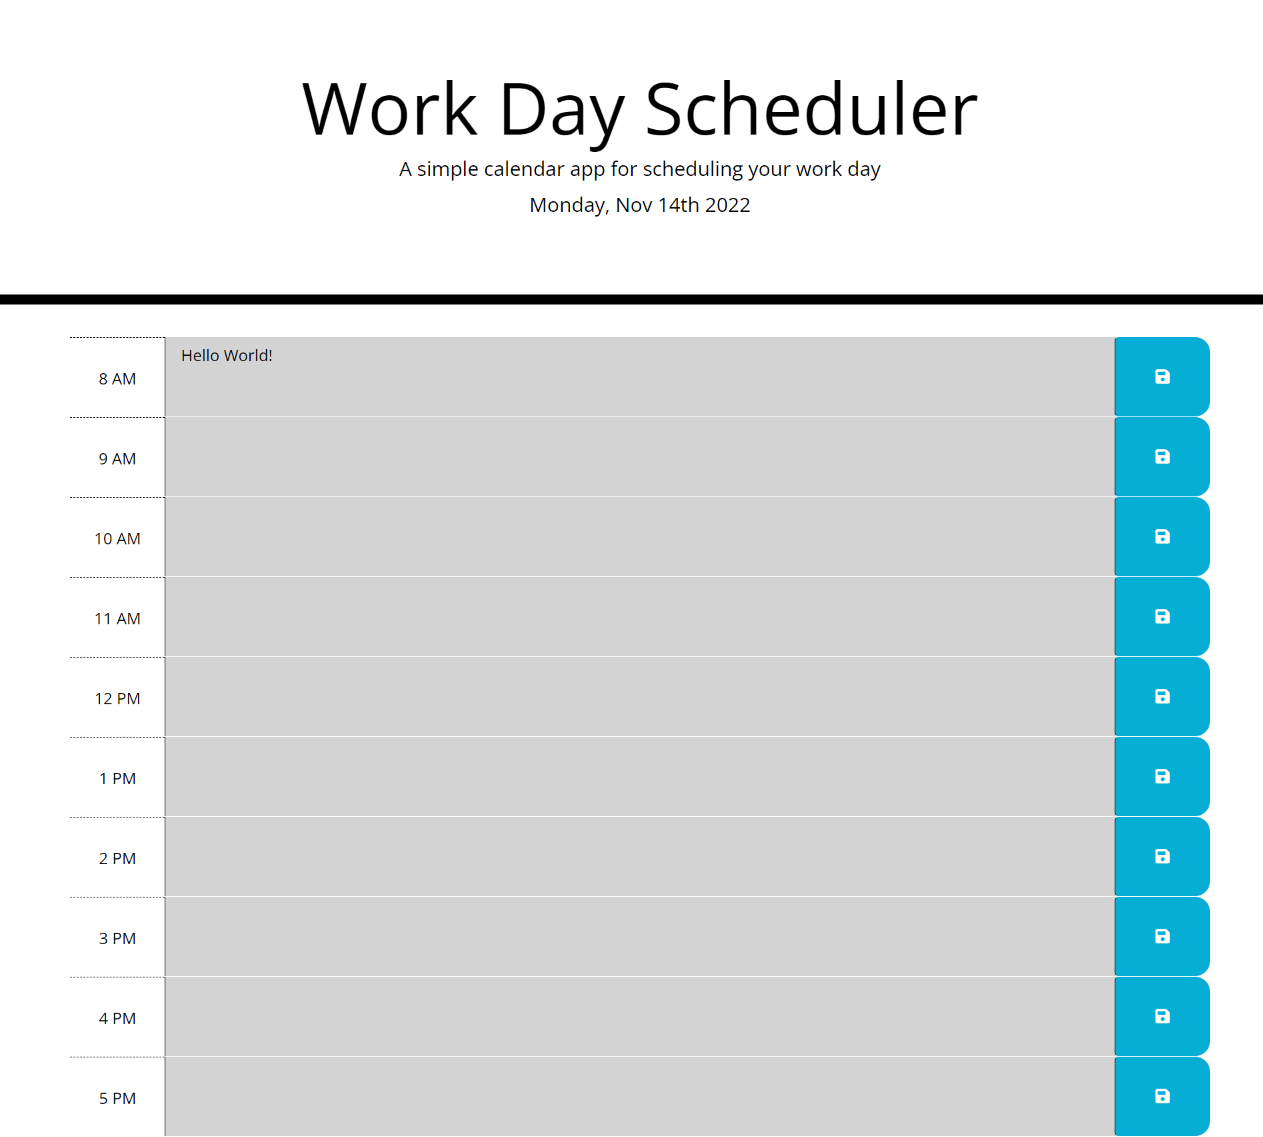 Work Day Scheduler
A simple calendar app for scheduling your work day
Monday, Nov 14th 2022
8 AM
Hello World!
9 AM
10 AM
11 AM
12 PM
1 PM
2 PM
3 PM
4 PM
5 PM